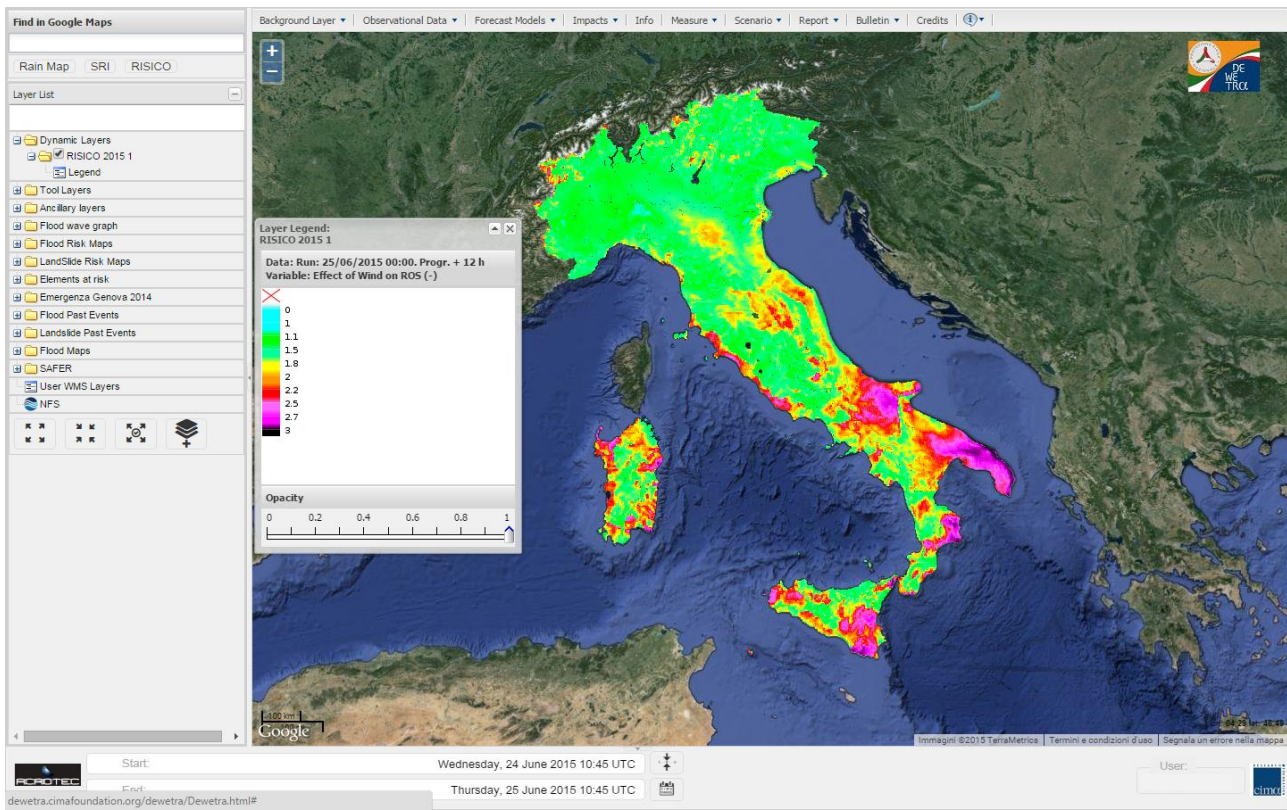 Find in Google Maps
Background Layer
Observational Data
Forecast Models
Impacts
Info
Measure
Scenario
Report
Bulletin
Credits
Rain Map
SRI
RISICO
Layer List
Dynamic Layers
RISICO 2015 1
Legend
Tool Layers
Ancillary layers
Flood wave graph
Flood Risk Maps
LandSlide Risk Maps
Elements at risk
Emergenza Genova 2014
Flood Past Events
Landslide Past Events
Flood Maps
SAFER
User WMS Layers
NFS
DE
WE
TRα
Layer Legend:
RISICO 2015 1
Data: Run: 25/06/2015 00:00. Progr. + 12 h
Variable: Effect of Wind on ROS (-)
0
1
1.1
1.5
1.8
2
2.2
2.5
2.7
3
Opacity
0 0.2 0.4 0.6 0.8 1
100 km
Google
Immagini ©2015 TerraMetrics
Termini e condizioni d'uso
Segnala un errore nella mappa
ACROTEC
Start:
Wednesday, 24 June 2015 10:45 UTC
End:
Thursday, 25 June 2015 10:45 UTC
User:
cima
dewetra.cimafoundation.org/dewetra/Dewetra.html#